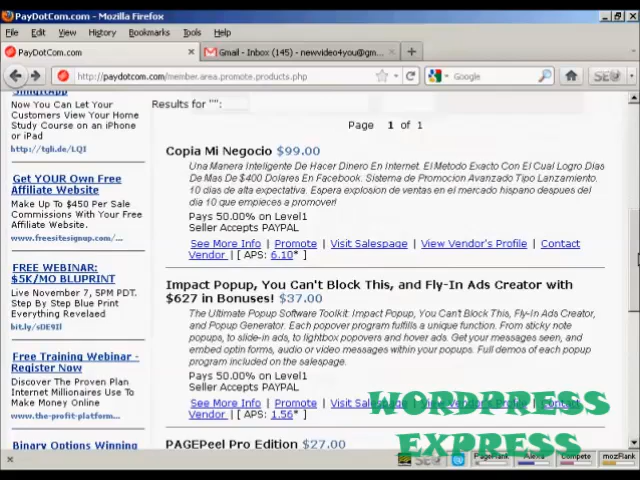 PayDotCom.com - Mozilla Firefox
File Edit View History Bookmarks Tools Help
PayDotCom.com
Gmail - Inbox (145) - newvideo4you@gm...
http://paydotcom.com/member.area.promote.products.php
Google
Results for "":
Page 1 of 1
SlingItApp
Now You Can Let Your
Customers View Your Home
Study Course on an iPhone
or iPad
http://tgli.de/LQI
Get YOUR Own Free
Affiliate Website
Make Up To $450 Per Sale
Commissions With Your Own
Free Affiliate Website.
www.freesitesignup.com/...
FREE WEBINAR:
$5K/MO BLUPRINT
Live November 7, 5PM PDT.
Step By Step Blue Print
Everything Revelaed
bit.ly/sDE9Il
Free Training Webinar -
Register Now
Discover The Proven Plan
Internet Millionaires Use To
Make Money Online
www.the-profit-platform...
Binary Options Winning
Copia Mi Negocio $99.00
Una Manera Inteligente De Hacer Dinero En Internet. El Metodo Exacto Con El Cual Logro Dias
De Mas De $400 Dolares En Facebook. Sistema de Promocion Avanzado Tipo Lanzamiento.
10 dias de alta expectativa. Espera explosion de ventas en el mercado hispano despues del
dia 10 que empieces a promover!
Pays 50.00% on Level1
Seller Accepts PAYPAL
See More Info | Promote | Visit Salespage | View Vendor's Profile | Contact
Vendor | [ APS: 6.10* ]
Impact Popup, You Can't Block This, and Fly-In Ads Creator with
$627 in Bonuses! $37.00
The Ultimate Popup Software Toolkit: Impact Popup, You Can't Block This, Fly-In Ads Creator,
and Popup Generator. Each popover program fulfills a unique function. From sticky note
popups, to slide-in ads, to lightbox popovers and hover ads. Get your messages seen, and
embed optin forms, audio or video messages within your popups. Full demos of each popup
program included on the salespage.
Pays 50.00% on Level1
Seller Accepts PAYPAL
See More Info | Promote | Visit Salespage | View Vendor's Profile | Contact
Vendor | [ APS: 1.56* ]
PAGEPeel Pro Edition $27.00
WORDPRESS
EXPRESS
PageRank
Alexa
Compete
mozRank